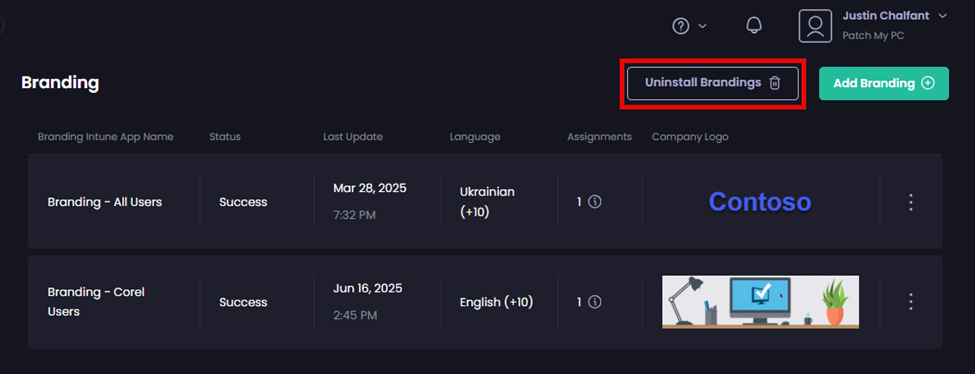 Justin Chalfant
Patch My PC
Branding
Uninstall Brandings
Add Branding
Branding Intune App Name
Status
Last Update
Language
Assignments
Company Logo
Branding - All Users
Success
Mar 28, 2025
7:32 PM
Ukrainian
(+10)
1
Contoso
Branding - Corel
Users
Success
Jun 16, 2025
2:45 PM
English (+10)
1